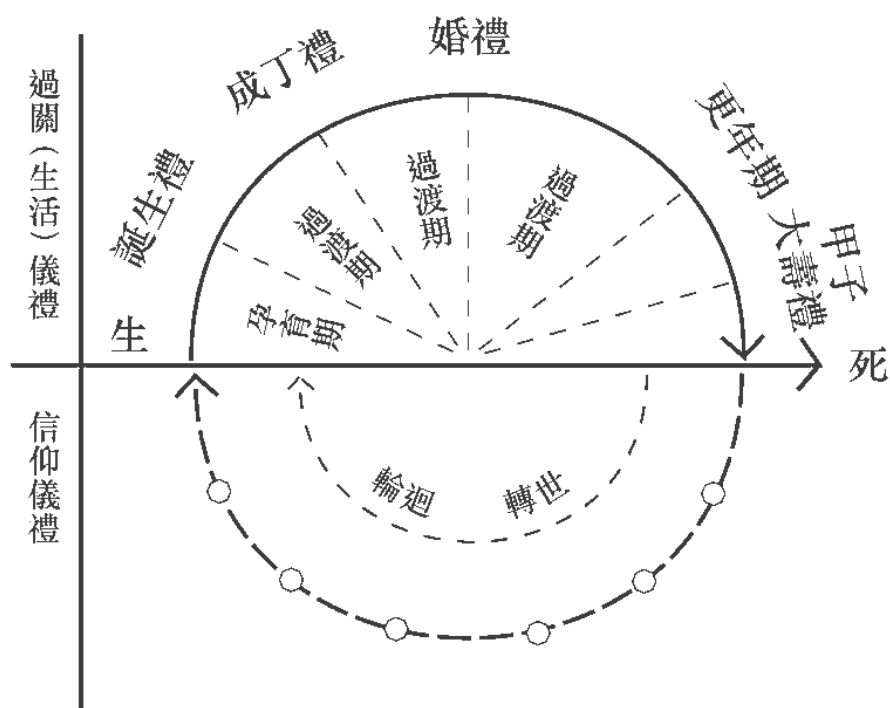 婚禮
成丁禮
誕生禮
更年期
甲子
大壽禮
過關（生活）儀禮
過渡期
過渡期
過渡期
孕育期
生
死
信仰儀禮
輪迴
轉世